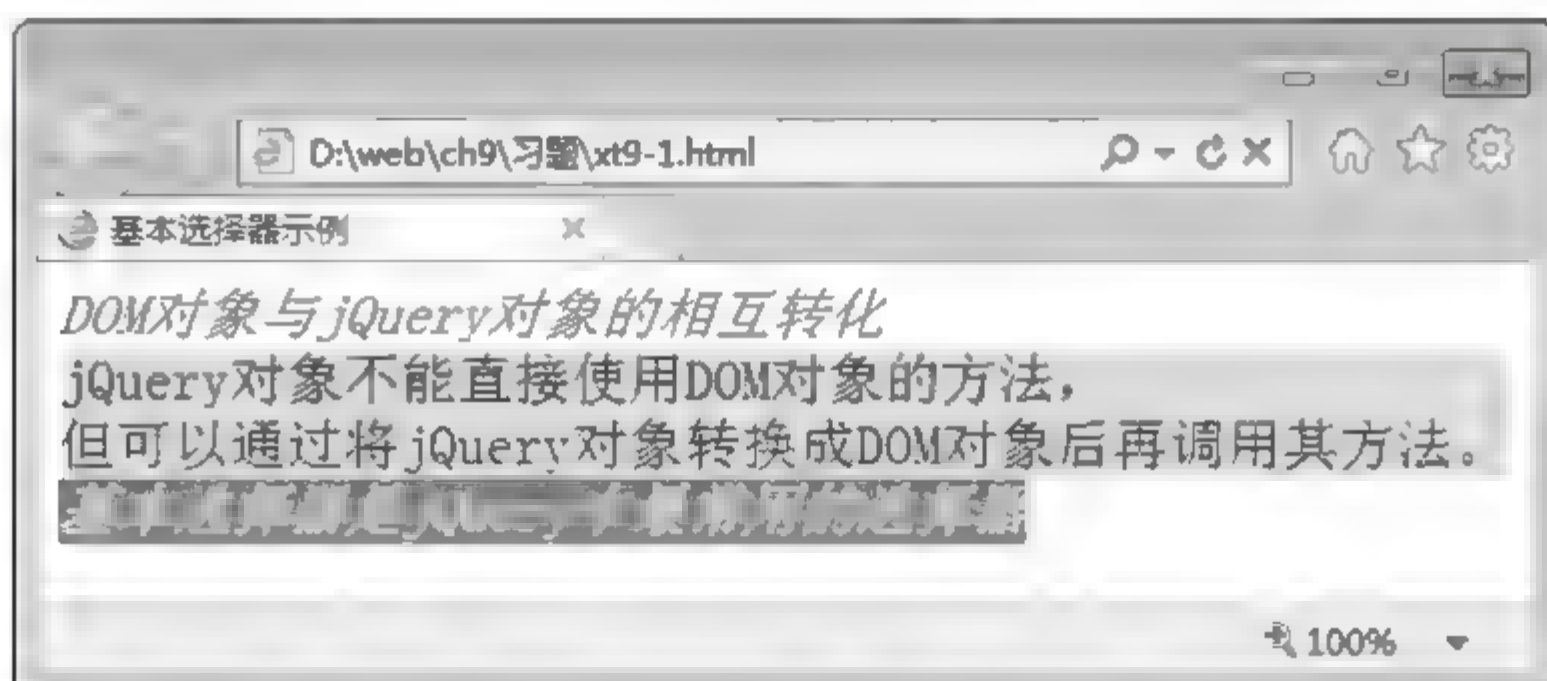 D:\web\ch9\习题\xt9-1.html
基本选择器示例
DOM对象与jQuery对象的相互转化
jQuery对象不能直接使用DOM对象的方法，
但可以通过将jQuery对象转换成DOM对象后再调用其方法。
jQuery
100%